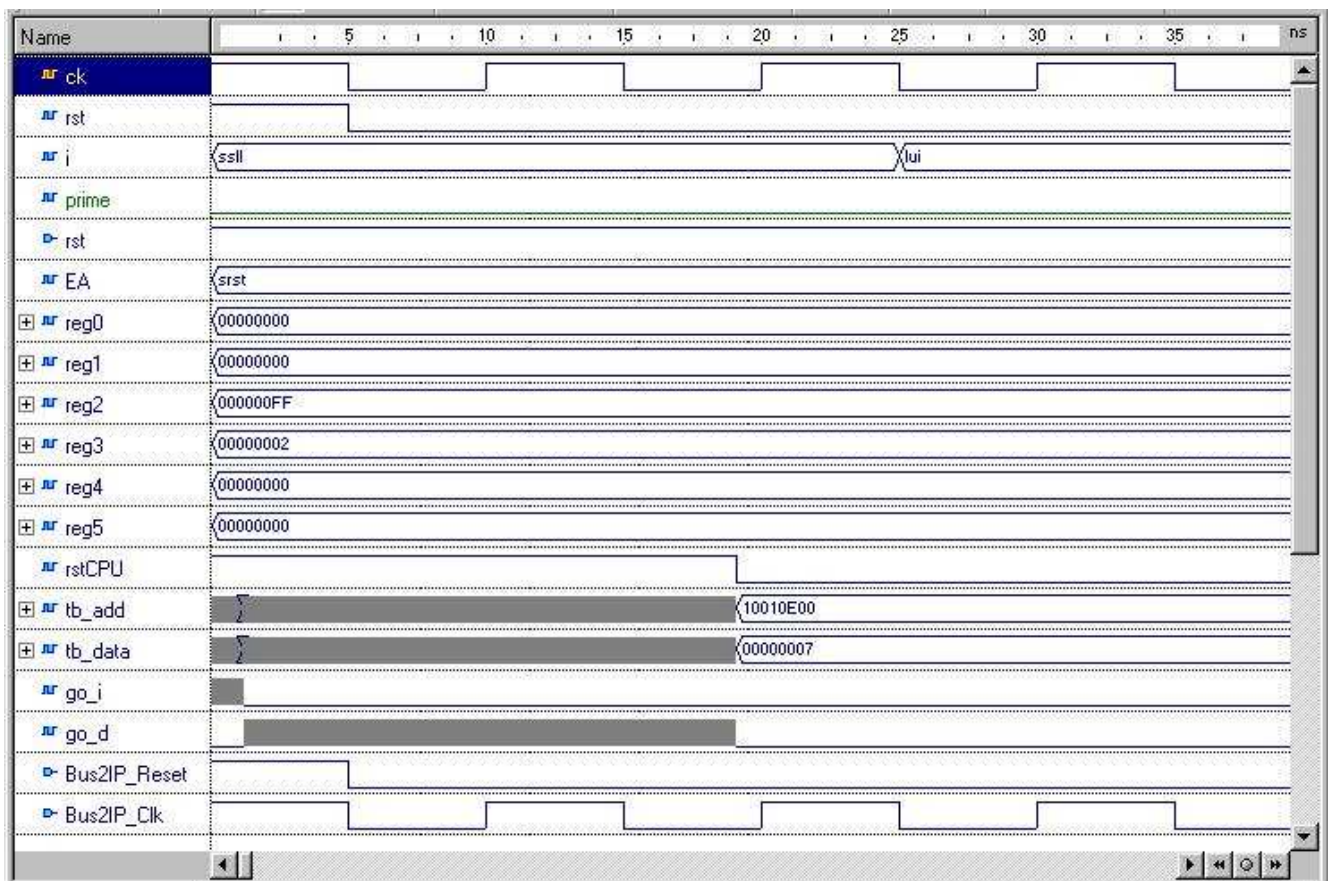 Name 5 10 15 20 25 30 35 ns
ck
rst
i ssll lui
prime
rst
EA srst
reg0 00000000
reg1 00000000
reg2 000000FF
reg3 00000002
reg4 00000000
reg5 00000000
rstCPU
tb_add 10010E00
tb_data 00000007
go_i
go_d
Bus2IP_Reset
Bus2IP_Clk